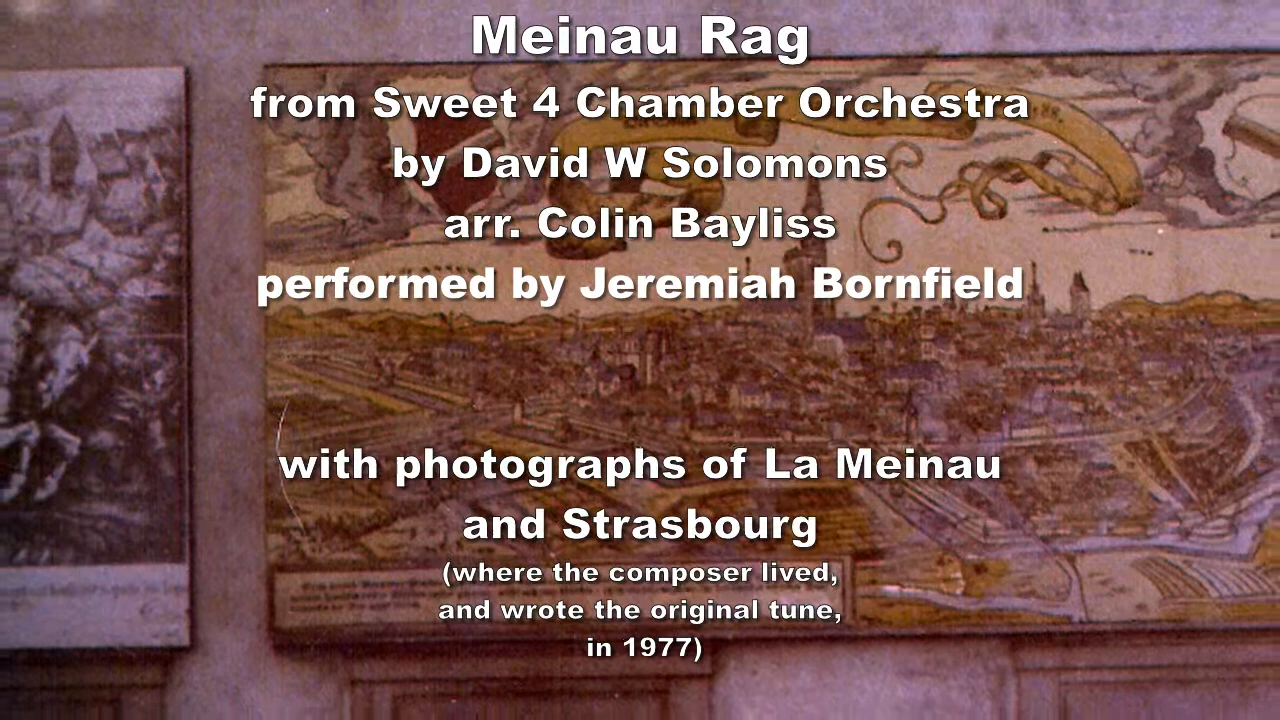 Meinau Rag
from Sweet 4 Chamber Orchestra
by David W Solomons
arr. Colin Bayliss
performed by Jeremiah Bornfield
with photographs of La Meinau
and Strasbourg
(where the composer lived,
and wrote the original tune,
in 1977)